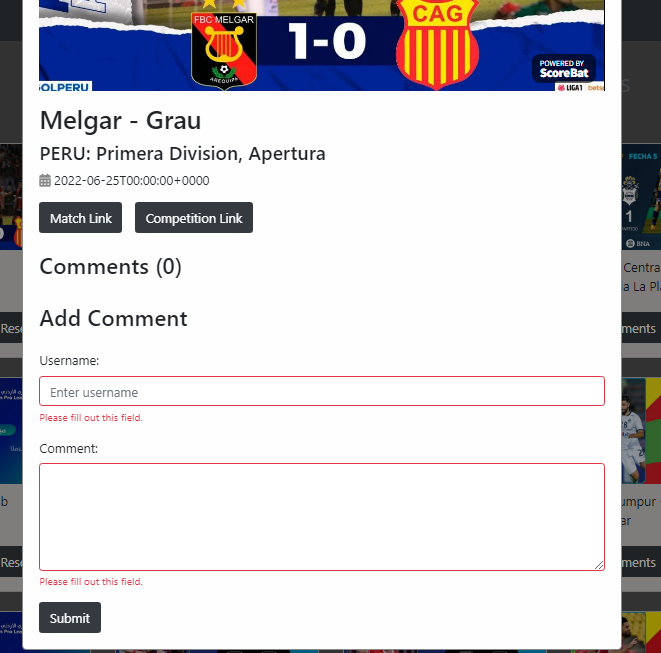 CAG
FBC MELGAR
1-0
AREQUIPA
POWERED BY
ScoreBat
GOLPERU
LIGA1
bets
Melgar - Grau
PERU: Primera Division, Apertura
2022-06-25T00:00:00+0000
Match Link
Competition Link
Comments (0)
Add Comment
Username:
Enter username
Please fill out this field.
Comment:
Please fill out this field.
Submit
FECHA 5
1
BNA
Centra
a La Pla
Rese
ments
b
umpur
ar
Rese
ments